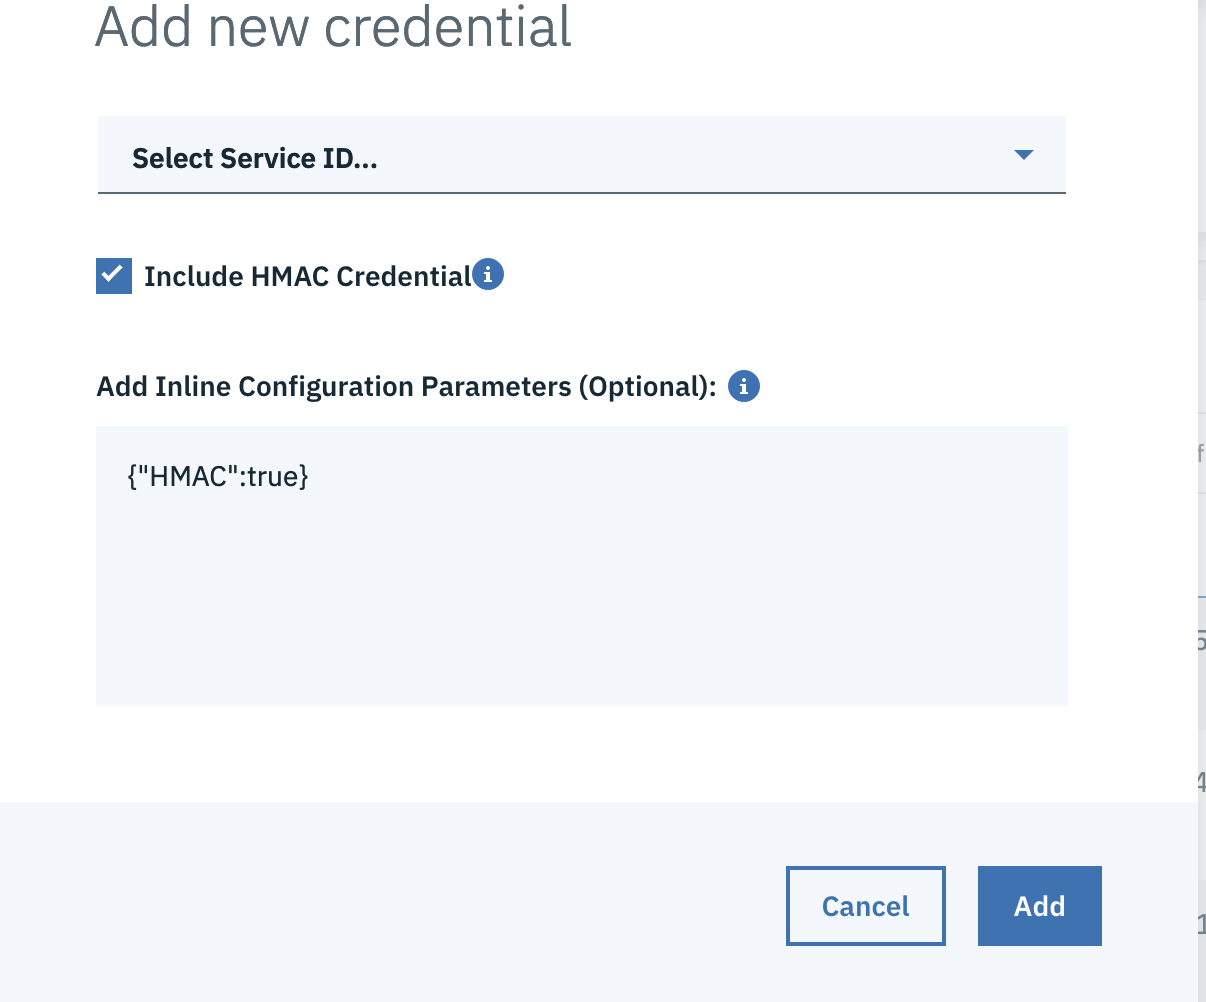 Add new credential
Select Service ID...
Include HMAC Credential
Add Inline Configuration Parameters (Optional):
{"HMAC":true}
Cancel
Add